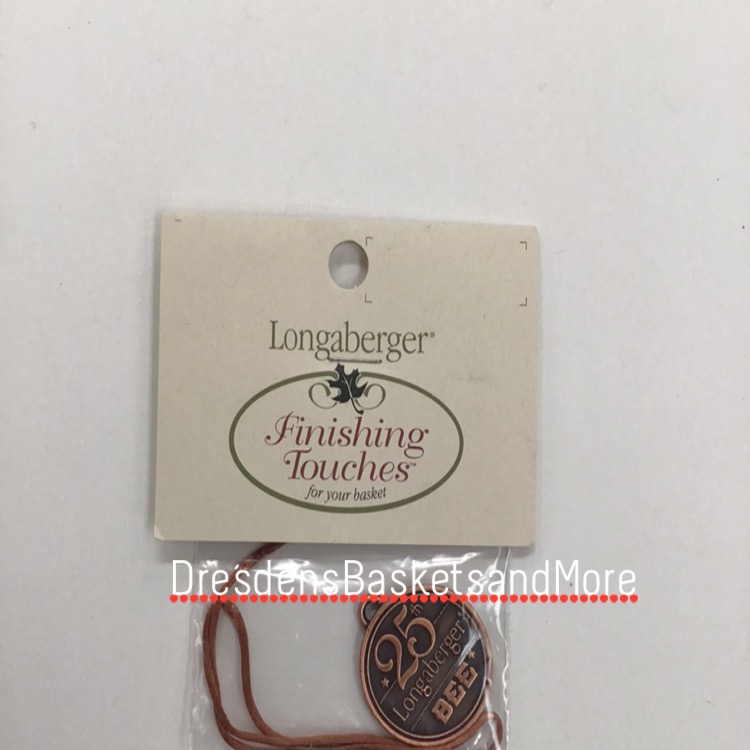 Longaberger®
Finishing
Touches™
for your basket
DresdensBasketsandMore
25th
Longaberger®
BEE